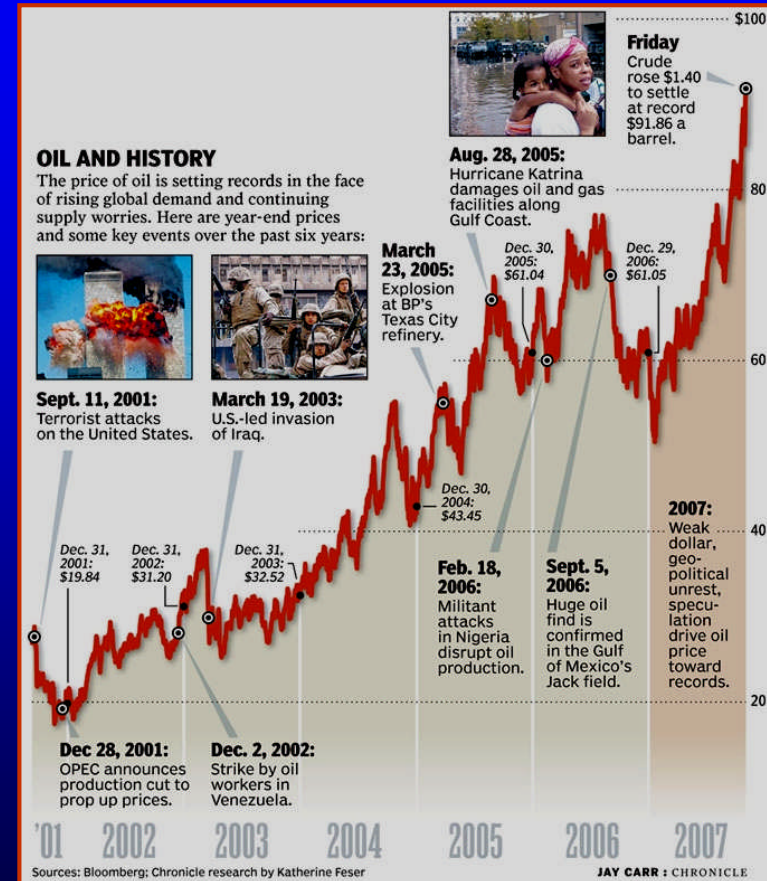 OIL AND HISTORY
The price of oil is setting records in the face
of rising global demand and continuing
supply worries. Here are year-end prices
and some key events over the past six years:
Sept. 11, 2001:
Terrorist attacks
on the United States.
March 19, 2003:
U.S.-led invasion
of Iraq.
March
23, 2005:
Explosion
at BP's
Texas City
refinery.
Aug. 28, 2005:
Hurricane Katrina
damages oil and gas
facilities along
Gulf Coast.
Friday
Crude
rose $1.40
to settle
at record
$91.86 a
barrel.
$100
80
60
40
20
Dec. 31,
2001:
$19.84
Dec. 31,
2002:
$31.20
Dec. 31,
2003:
$32.52
Dec. 30,
2004:
$43.45
Dec. 30,
2005:
$61.04
Dec. 29,
2006:
$61.05
Dec 28, 2001:
OPEC announces
production cut to
prop up prices.
Dec. 2, 2002:
Strike by oil
workers in
Venezuela.
Feb. 18,
2006:
Militant
attacks
in Nigeria
disrupt oil
production.
Sept. 5,
2006:
Huge oil
find is
confirmed
in the Gulf
of Mexico's
Jack field.
2007:
Weak
dollar,
geo-
political
unrest,
specu-
lation
drive oil
price
toward
records.
'01 2002 2003 2004 2005 2006 2007
Sources: Bloomberg; Chronicle research by Katherine Feser
JAY CARR : CHRONICLE